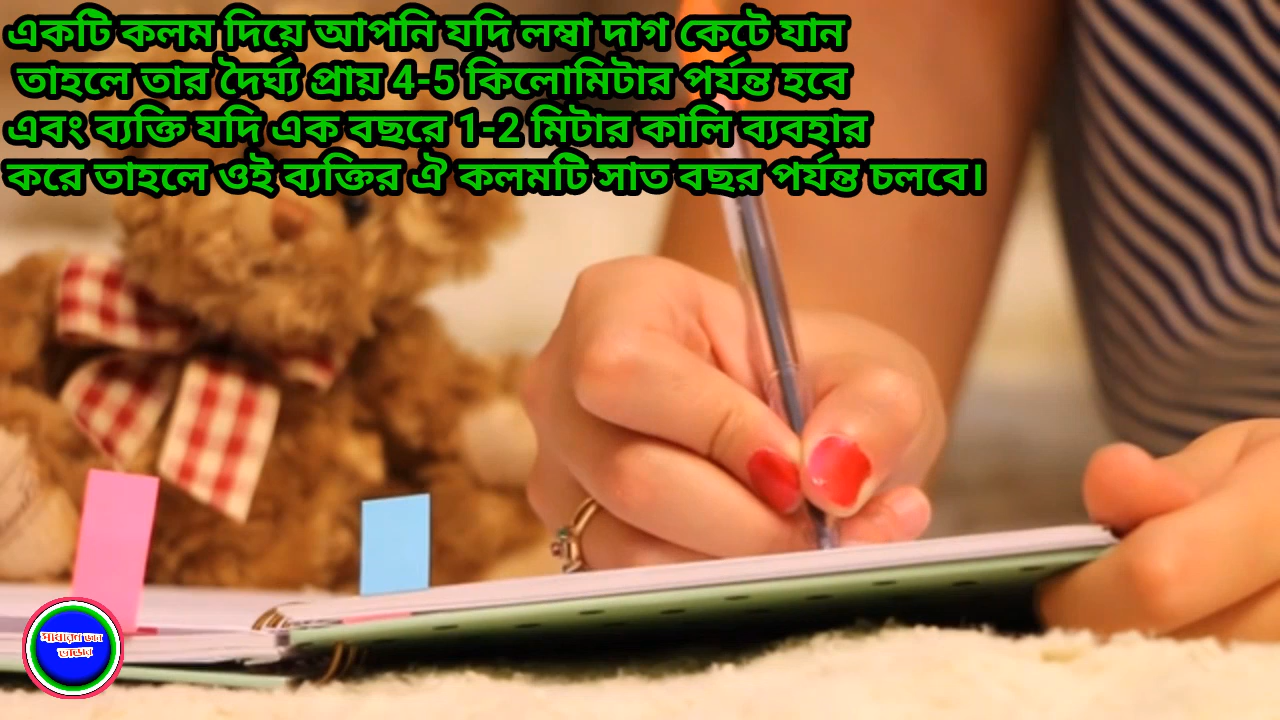 একটি কলম দিয়ে আপনি যদি লম্বা দাগ কেটে যান
তাহলে তার দৈর্ঘ্য প্রায় 4-5 কিলোমিটার পর্যন্ত হবে
এবং ব্যক্তি যদি এক বছরে 1-2 মিটার কালি ব্যবহার
করে তাহলে ওই ব্যক্তির ঐ কলমটি সাত বছর পর্যন্ত চলবে।
সাধারন জ্ঞান